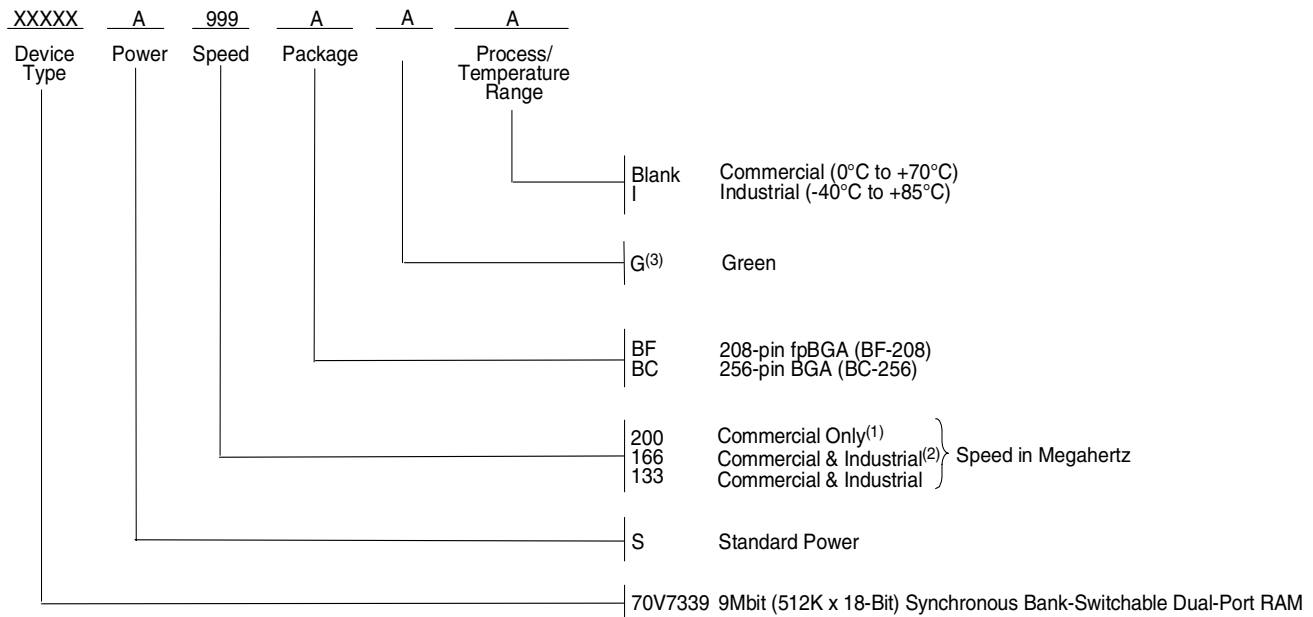 XXXXX A 999 A A A
Device Type Power Speed Package Process/ Temperature Range
Blank Commercial (0°C to +70°C)
I Industrial (-40°C to +85°C)
G(3) Green
BF 208-pin fpBGA (BF-208)
BC 256-pin BGA (BC-256)
200 Commercial Only(1)
166 Commercial & Industrial(2) Speed in Megahertz
133 Commercial & Industrial
S Standard Power
70V7339 9Mbit (512K x 18-Bit) Synchronous Bank-Switchable Dual-Port RAM